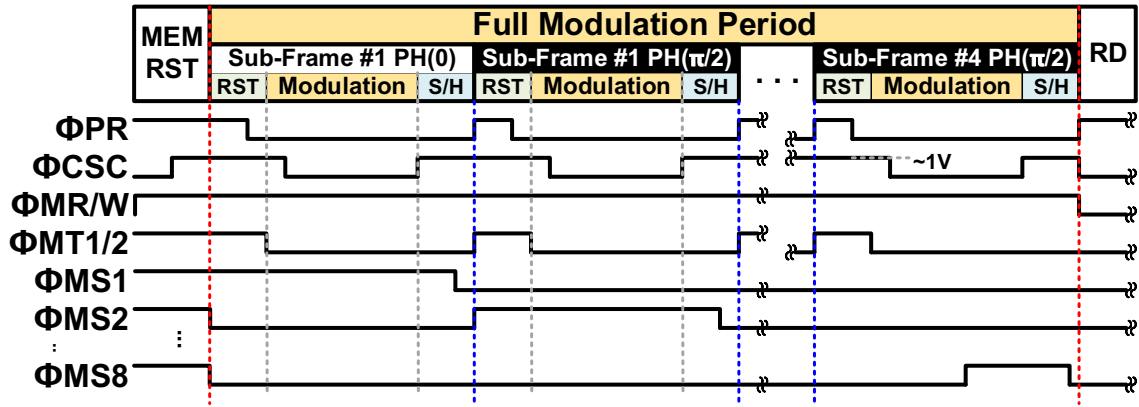 MEM RST
Full Modulation Period
RD
Sub-Frame #1 PH(0)
Sub-Frame #1 PH(π/2)
. . .
Sub-Frame #4 PH(π/2)
RST Modulation S/H
RST Modulation S/H
RST Modulation S/H
ΦPR
ΦCSC
~1V
ΦMR/W
ΦMT1/2
ΦMS1
ΦMS2
ΦMS8